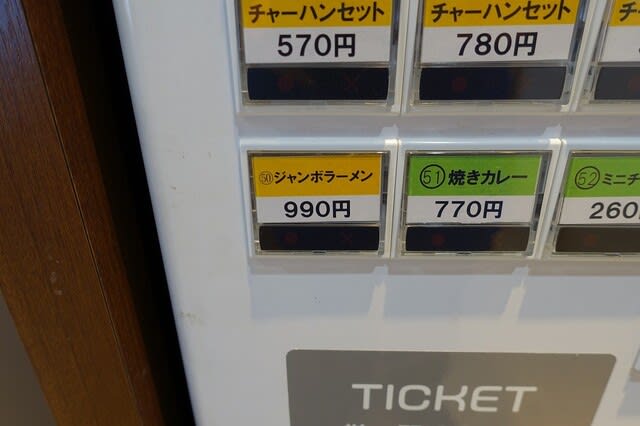 チャーハンセット
570円
チャーハンセット
780円
㊿ジャンボラーメン
990円
51焼きカレー
770円
52ミニチ
260
TICKET